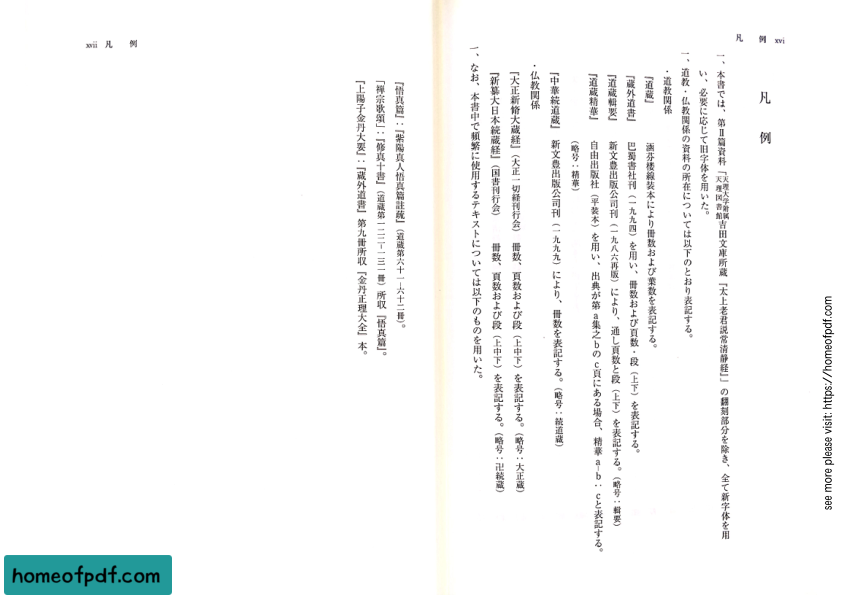 凡　例　xvi
凡　例
一、本書では、第Ⅱ篇資料「天理大学附属天理図書館吉田文庫所蔵『太上老君説常清静経』」の翻刻部分を除き、全て新字体を用
い、必要に応じて旧字体を用いた。
一、道教・仏教関係の資料の所在については以下のとおり表記する。
・道教関係
『道蔵』　涵芬楼線装本により冊数および葉数を表記する。
『蔵外道書』　巴蜀書社刊（一九九四）を用い、冊数および頁数・段（上下）を表記する。
『道蔵輯要』　新文豊出版公司刊（一九八六再版）により、通し頁数と段（上下）を表記する。（略号：輯要）
『道蔵精華』　自由出版社（平装本）を用い、出典が第a集之bのc頁にある場合、精華a―b：cと表記する。
（略号：精華）
『中華続道蔵』　新文豊出版公司刊（一九九九）により、冊数を表記する。（略号：続道蔵）
・仏教関係
『大正新脩大蔵経』（大正一切経刊行会）　冊数、頁数および段（上中下）を表記する。（略号：大正蔵）
『新纂大日本続蔵経』（国書刊行会）　冊数、頁数および段（上中下）を表記する。（略号：卍続蔵）
一、なお、本書中で頻繁に使用するテキストについては以下のものを用いた。
xvii　凡　例
『悟真篇』：『紫陽真人悟真篇註疏』（道蔵第六十一―六十二冊）。
「禅宗歌頌」：『修真十書』（道蔵第一二二―一三一冊）所収『悟真篇』。
『上陽子金丹大要』：『蔵外道書』第九冊所収『金丹正理大全』本。
see more please visit: https://homeofpdf.com
homeofpdf.com